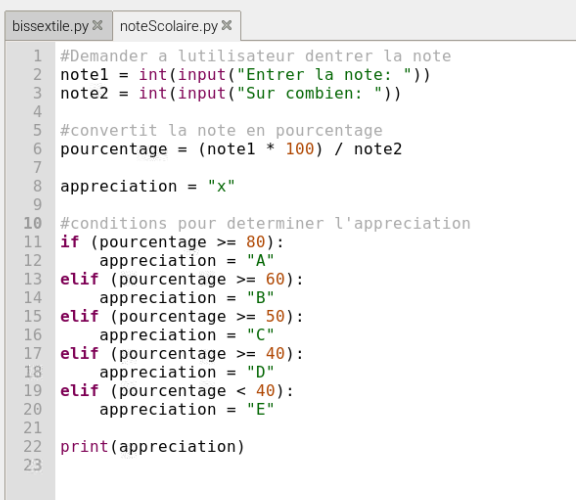 bissextile.py noteScolaire.py
1 #Demander a lutilisateur dentrer la note
2 note1 = int(input("Entrer la note: "))
3 note2 = int(input("Sur combien: "))
4
5 #convertit la note en pourcentage
6 pourcentage = (note1 * 100) / note2
7
8 appreciation = "x"
9
10 #conditions pour determiner l'appreciation
11 if (pourcentage >= 80):
12     appreciation = "A"
13 elif (pourcentage >= 60):
14     appreciation = "B"
15 elif (pourcentage >= 50):
16     appreciation = "C"
17 elif (pourcentage >= 40):
18     appreciation = "D"
19 elif (pourcentage < 40):
20     appreciation = "E"
21
22 print(appreciation)
23